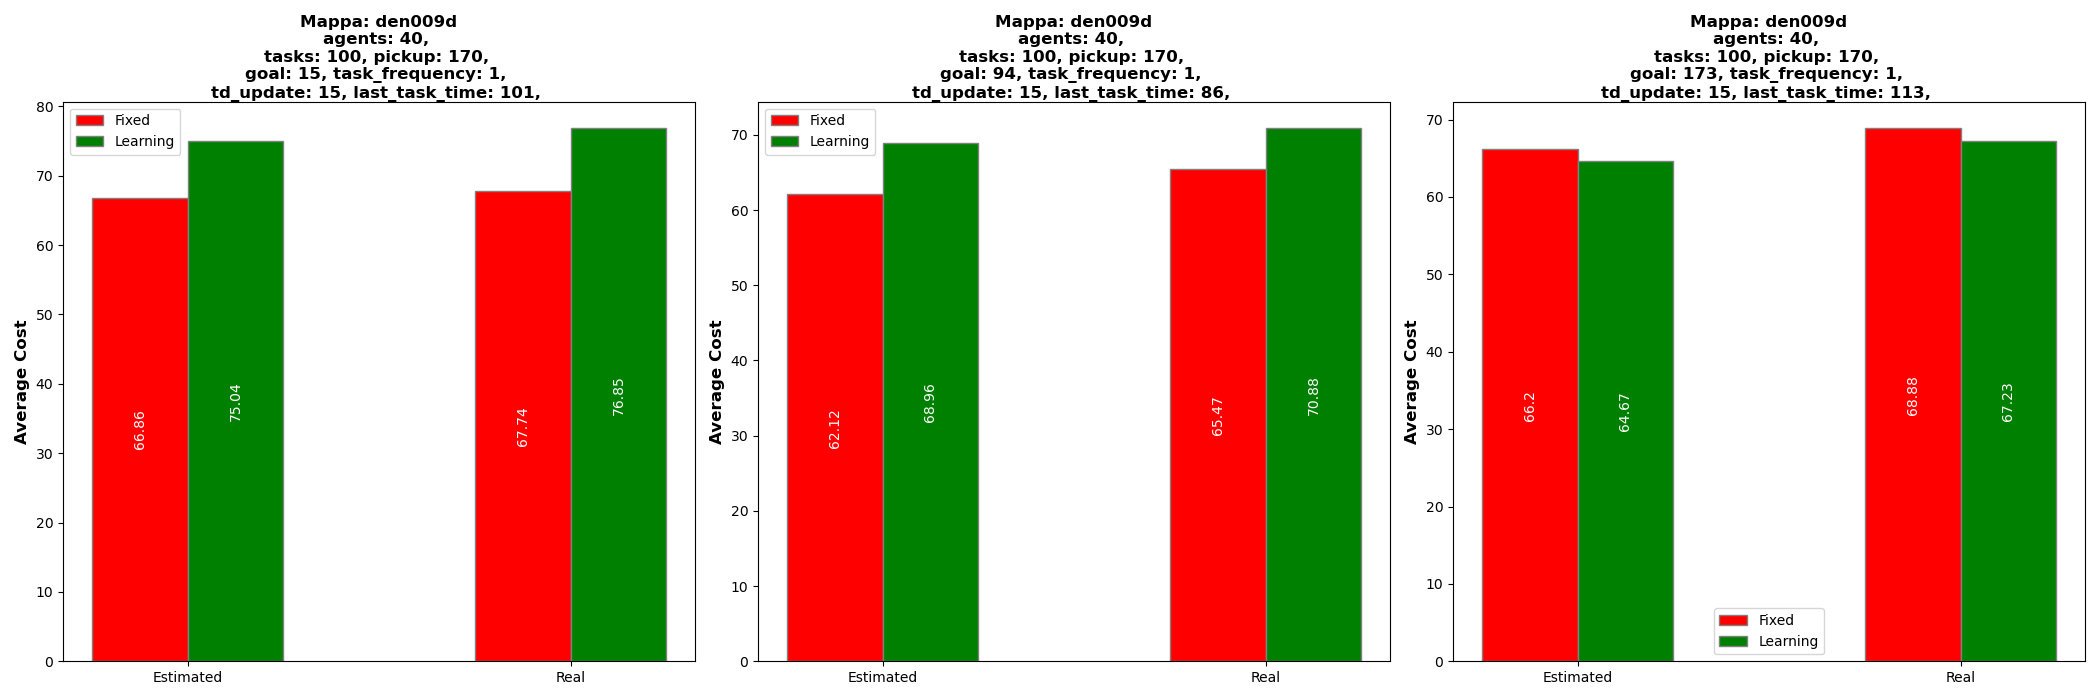 Mappa: den009d
agents: 40,
tasks: 100, pickup: 170,
goal: 15, task_frequency: 1,
td_update: 15, last_task_time: 101,
80
70
60
50
40
30
20
10
0
Average Cost
Fixed
Learning
66.86
75.04
67.74
76.85
Estimated
Real
Mappa: den009d
agents: 40,
tasks: 100, pickup: 170,
goal: 94, task_frequency: 1,
td_update: 15, last_task_time: 86,
70
60
50
40
30
20
10
0
Average Cost
Fixed
Learning
62.12
68.96
65.47
70.88
Estimated
Real
Mappa: den009d
agents: 40,
tasks: 100, pickup: 170,
goal: 173, task_frequency: 1,
td_update: 15, last_task_time: 113,
70
60
50
40
30
20
10
0
Average Cost
66.2
64.67
68.88
67.23
Fixed
Learning
Estimated
Real